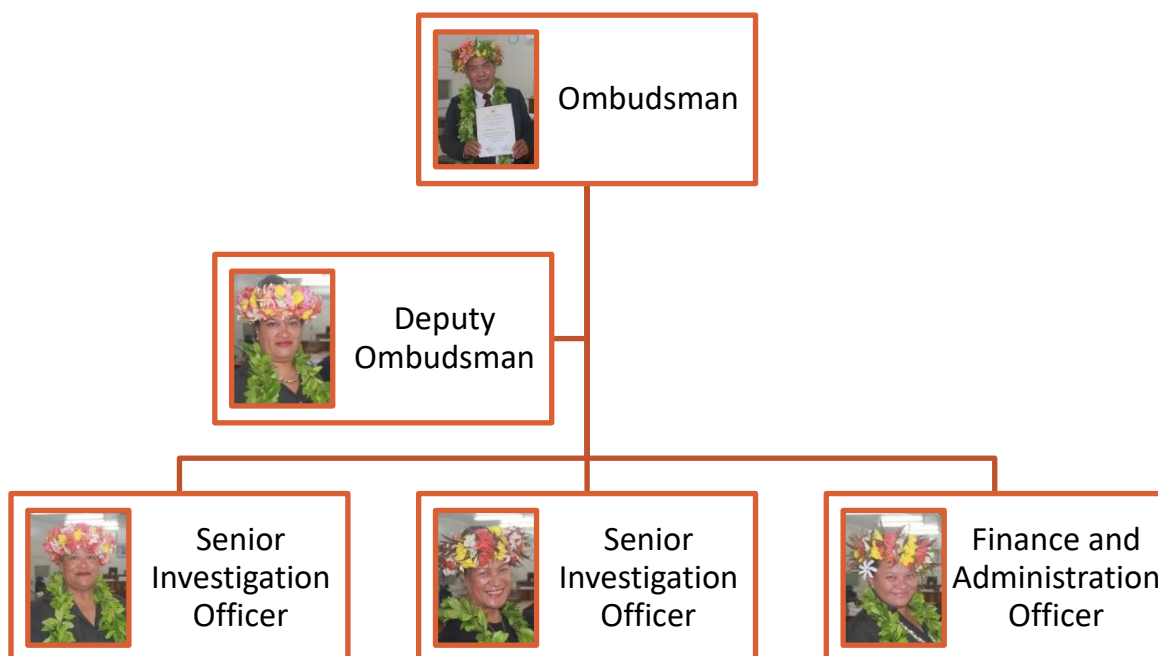 Ombudsman
Deputy
Ombudsman
Senior
Investigation
Officer
Senior
Investigation
Officer
Finance and
Administration
Officer